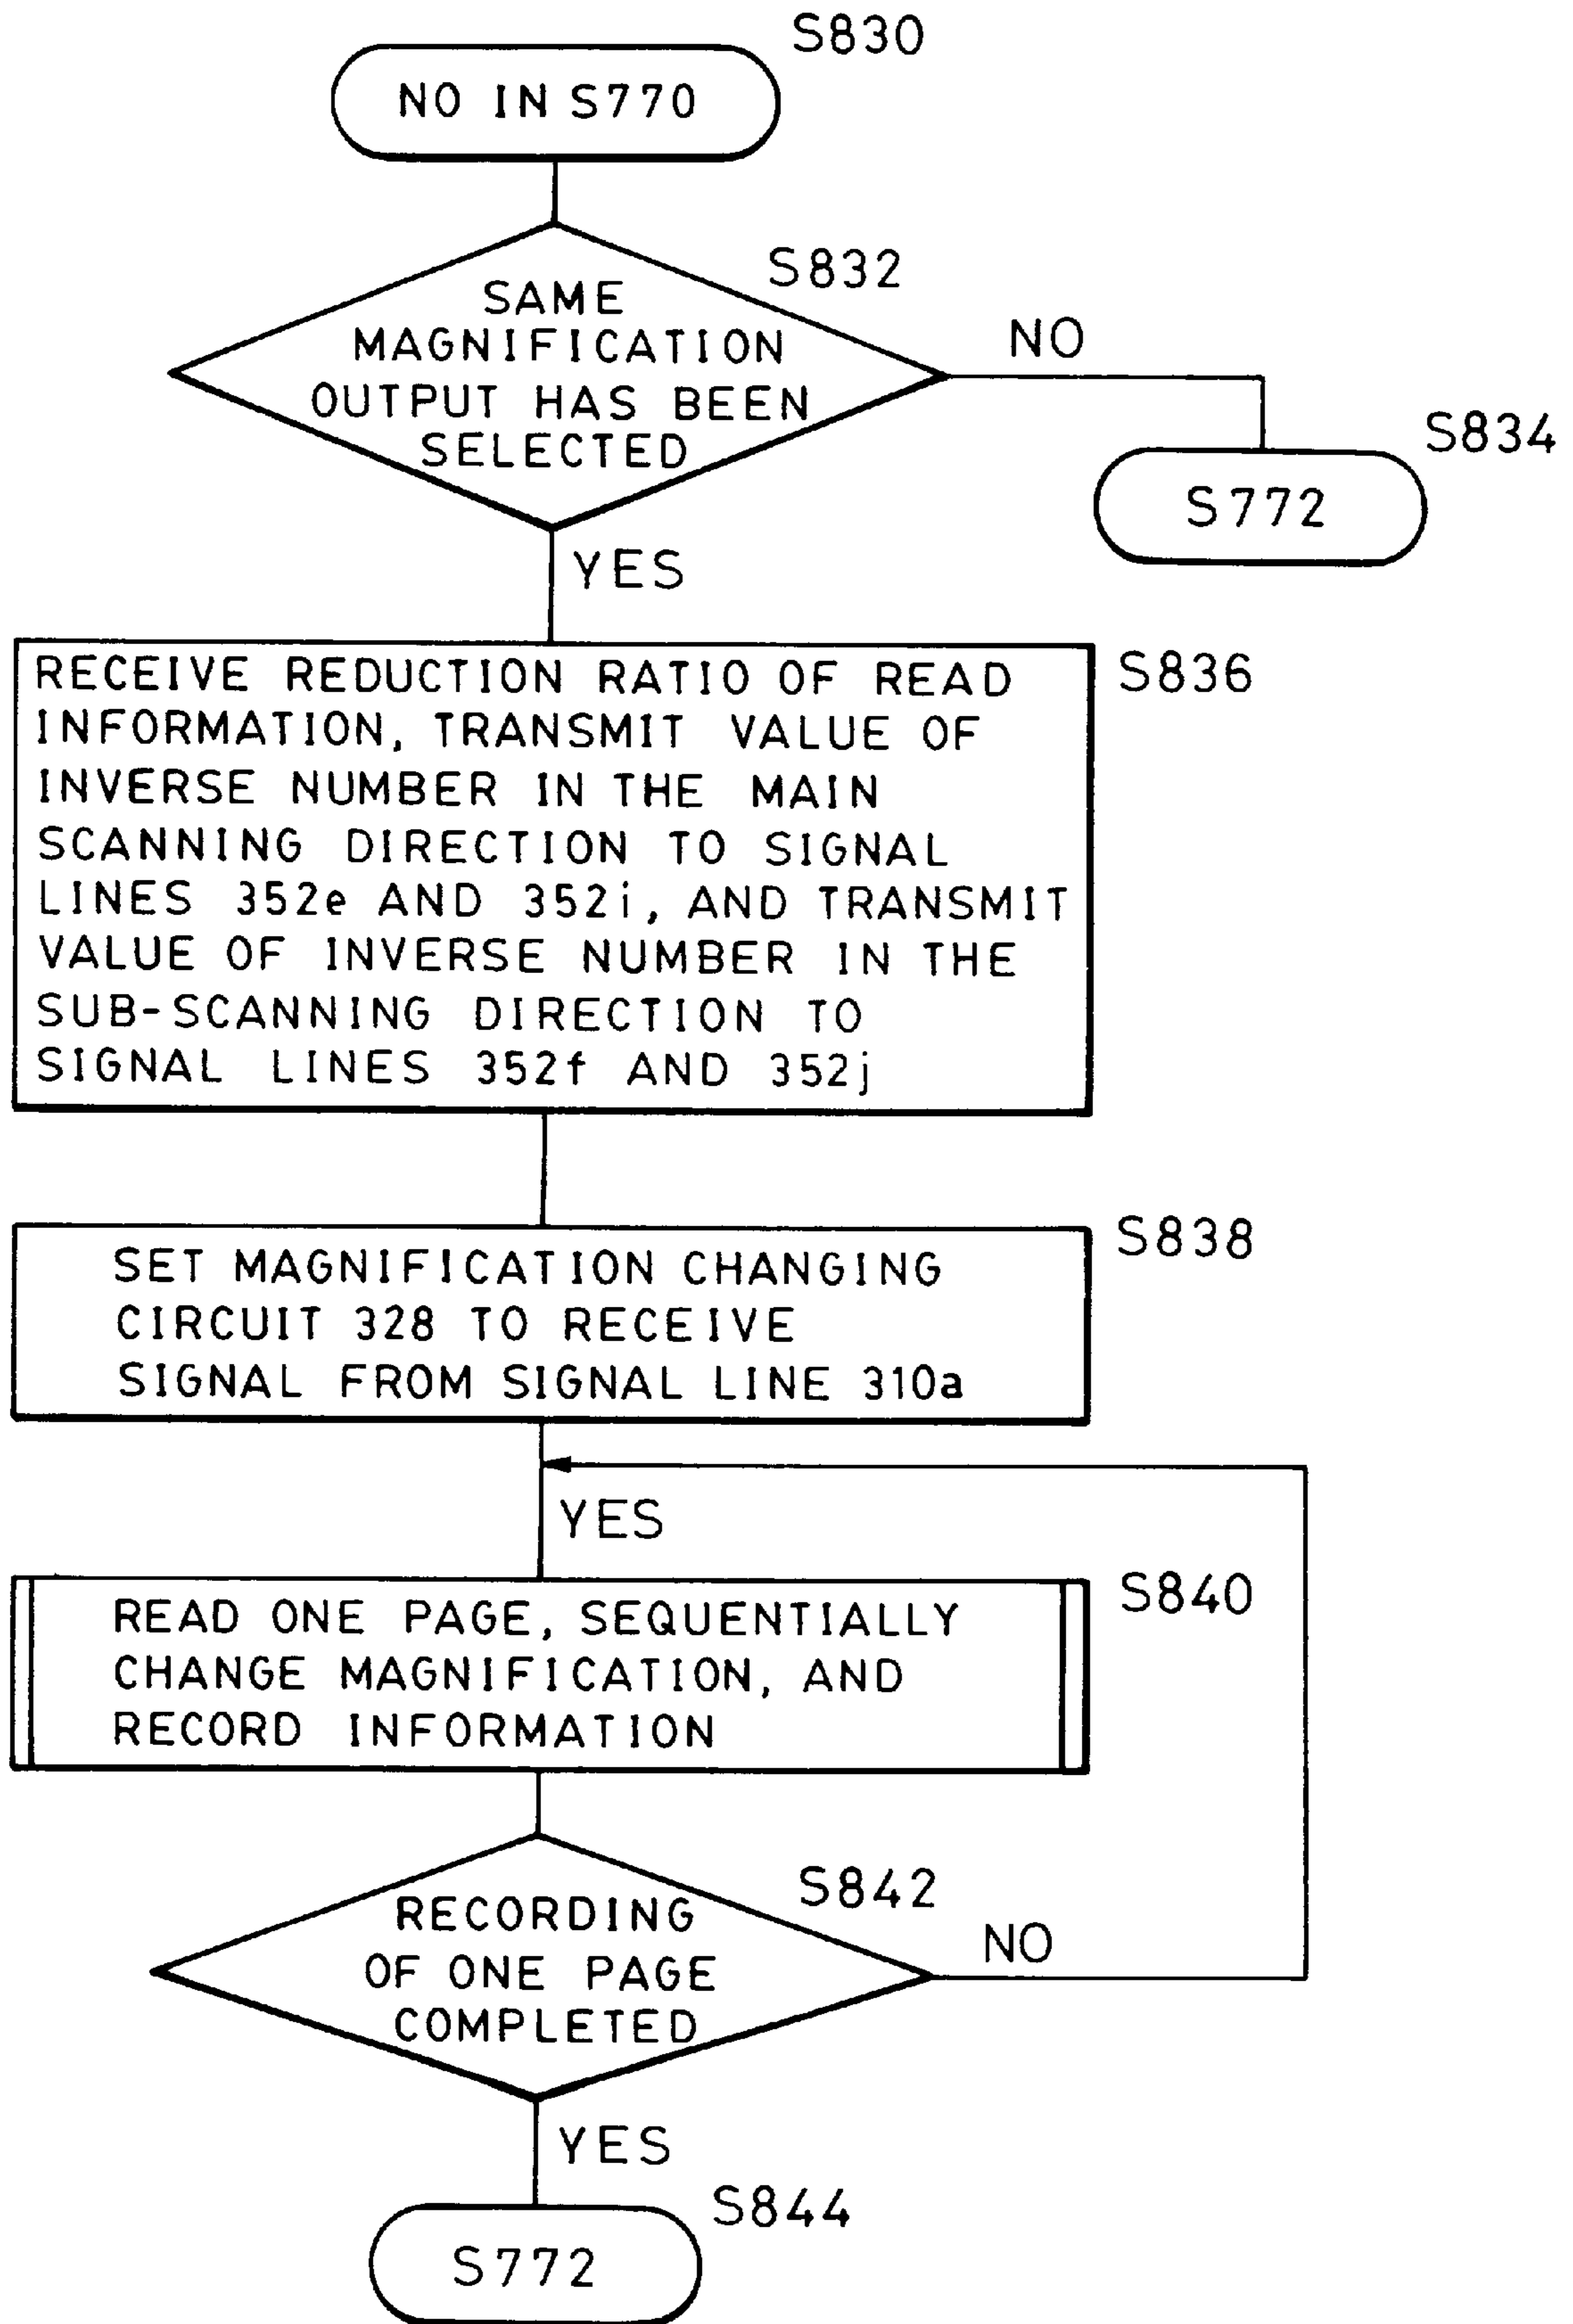 S830
NO IN S770
S832
SAME
MAGNIFICATION
OUTPUT HAS BEEN
SELECTED
NO
S834
S772
YES
S836
RECEIVE REDUCTION RATIO OF READ
INFORMATION, TRANSMIT VALUE OF
INVERSE NUMBER IN THE MAIN
SCANNING DIRECTION TO SIGNAL
LINES 352e AND 352i, AND TRANSMIT
VALUE OF INVERSE NUMBER IN THE
SUB-SCANNING DIRECTION TO
SIGNAL LINES 352f AND 352j
S838
SET MAGNIFICATION CHANGING
CIRCUIT 328 TO RECEIVE
SIGNAL FROM SIGNAL LINE 310a
YES
S840
READ ONE PAGE, SEQUENTIALLY
CHANGE MAGNIFICATION, AND
RECORD INFORMATION
S842
RECORDING
OF ONE PAGE
COMPLETED
NO
YES
S844
S772